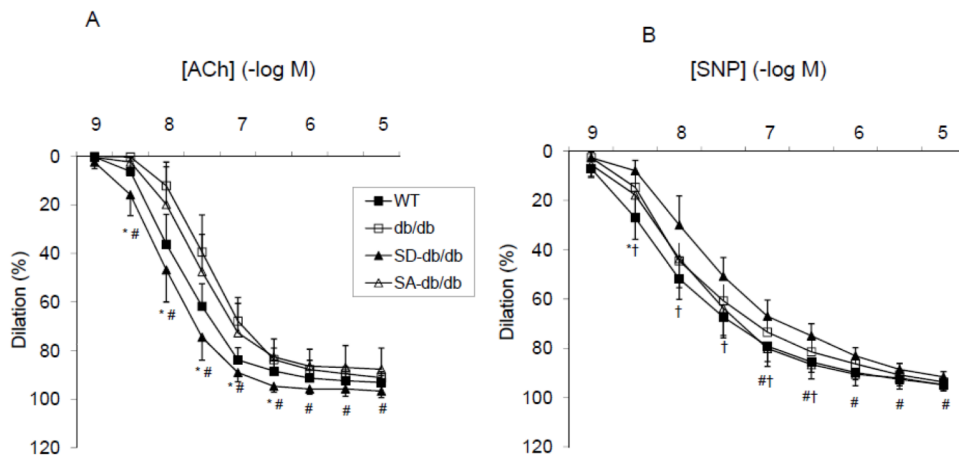 A
[ACh] (-log M)
9 8 7 6 5
0
20
40
60
80
100
120
Dilation (%)
WT
db/db
SD-db/db
SA-db/db
* #
* #
* #
* #
* #
#
#
#
B
[SNP] (-log M)
9 8 7 6 5
0
20
40
60
80
100
120
Dilation (%)
*†
†
†
#†
#†
#
#
#